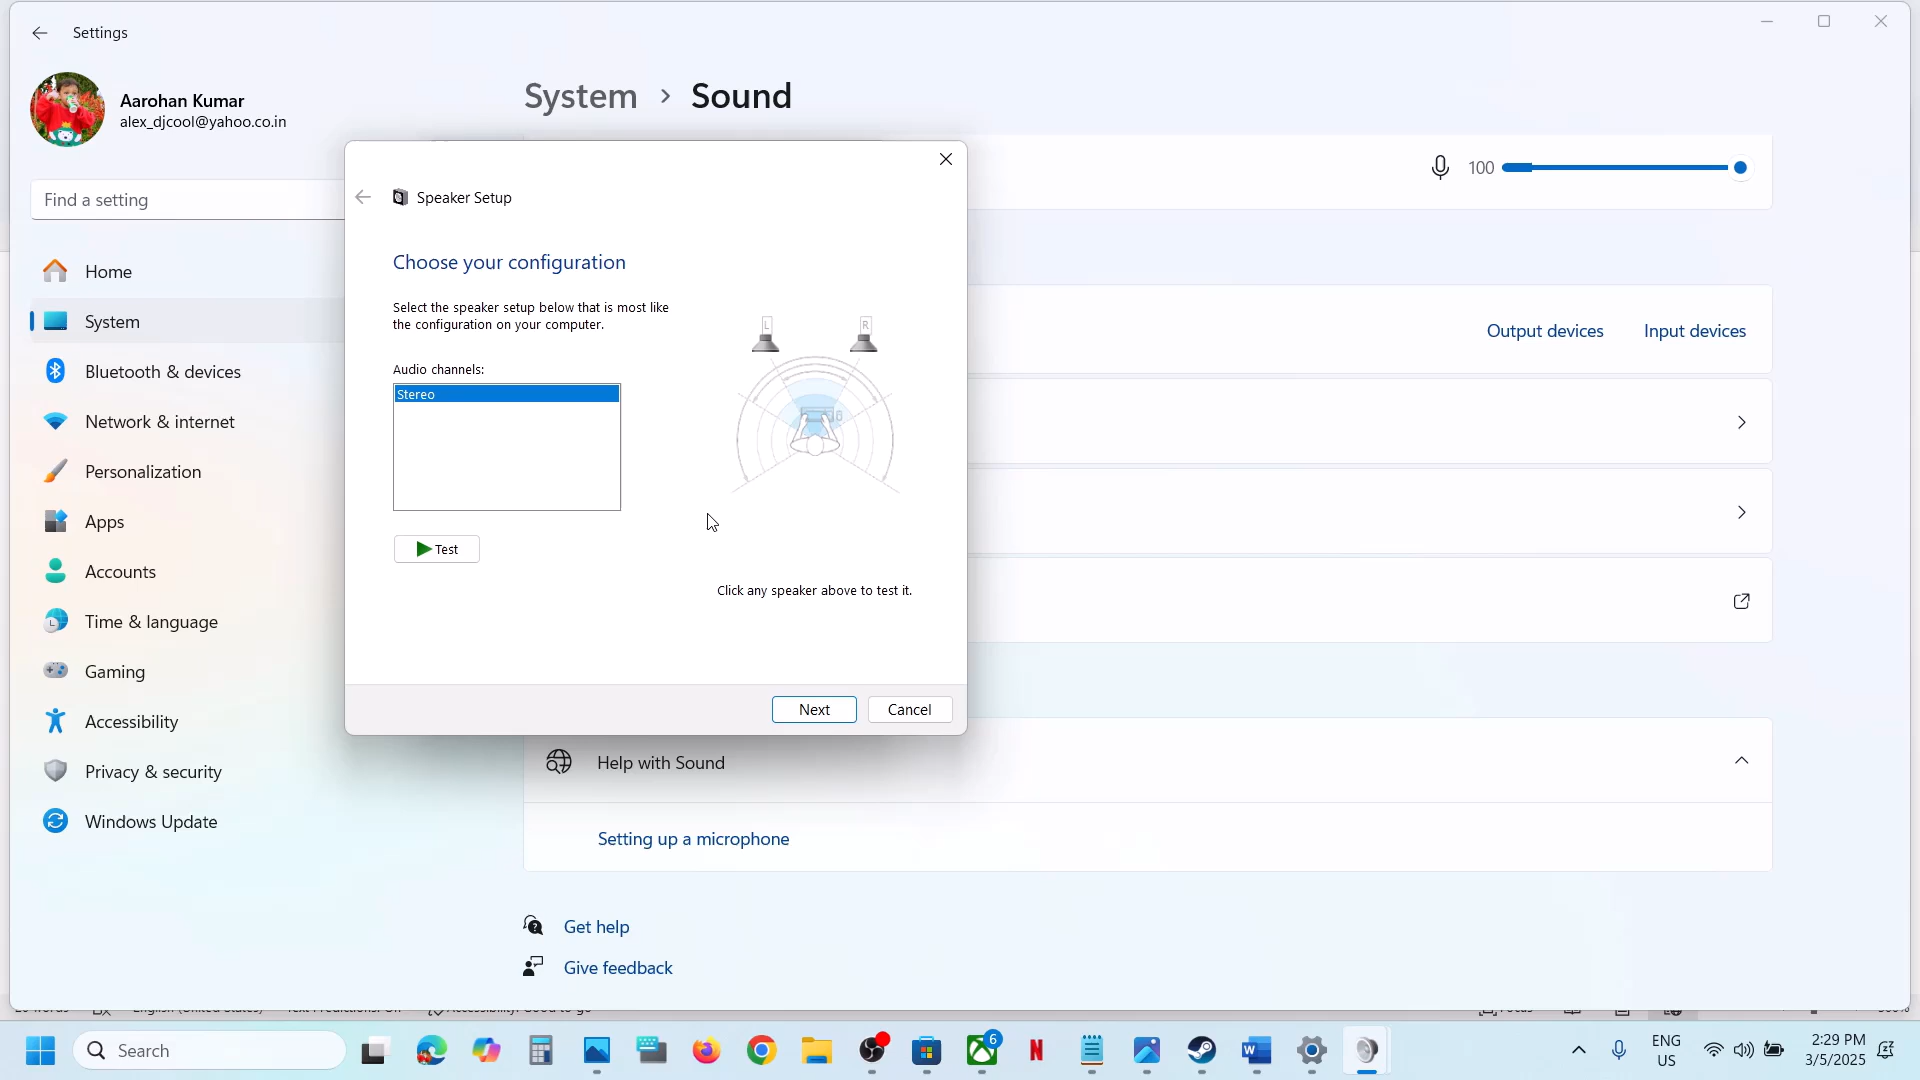 Settings
Aarohan Kumar
alex_djcool@yahoo.co.in
System > Sound
Find a setting
100
Speaker Setup
Choose your configuration
Select the speaker setup below that is most like
the configuration on your computer.
Audio channels:
Stereo
L
R
Test
Click any speaker above to test it.
Next
Cancel
Home
System
Bluetooth & devices
Network & internet
Personalization
Apps
Accounts
Time & language
Gaming
Accessibility
Privacy & security
Windows Update
Output devices
Input devices
Help with Sound
Setting up a microphone
Get help
Give feedback
Search
6
ENG
US
2:29 PM
3/5/2025